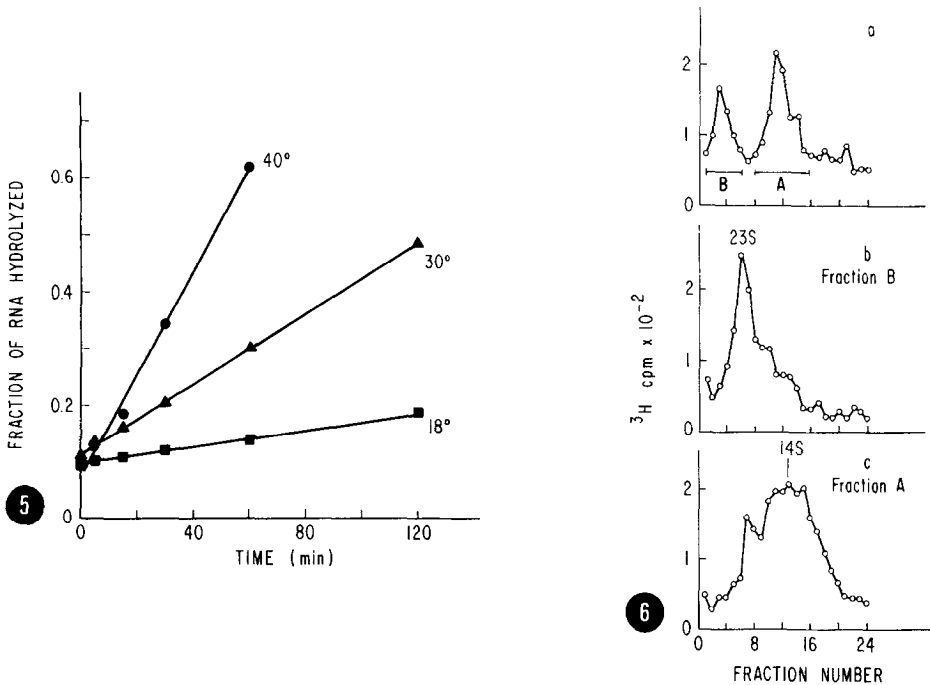 FRACTION OF RNA HYDROLYZED
0.6
0.4
0.2
0
40°
30°
18°
0 40 80 120
TIME (min)
5
a
2
1
0
B A
23S
b
Fraction B
2
1
0
14S
c
Fraction A
2
1
0
³H cpm x 10⁻²
0 8 16 24
FRACTION NUMBER
6